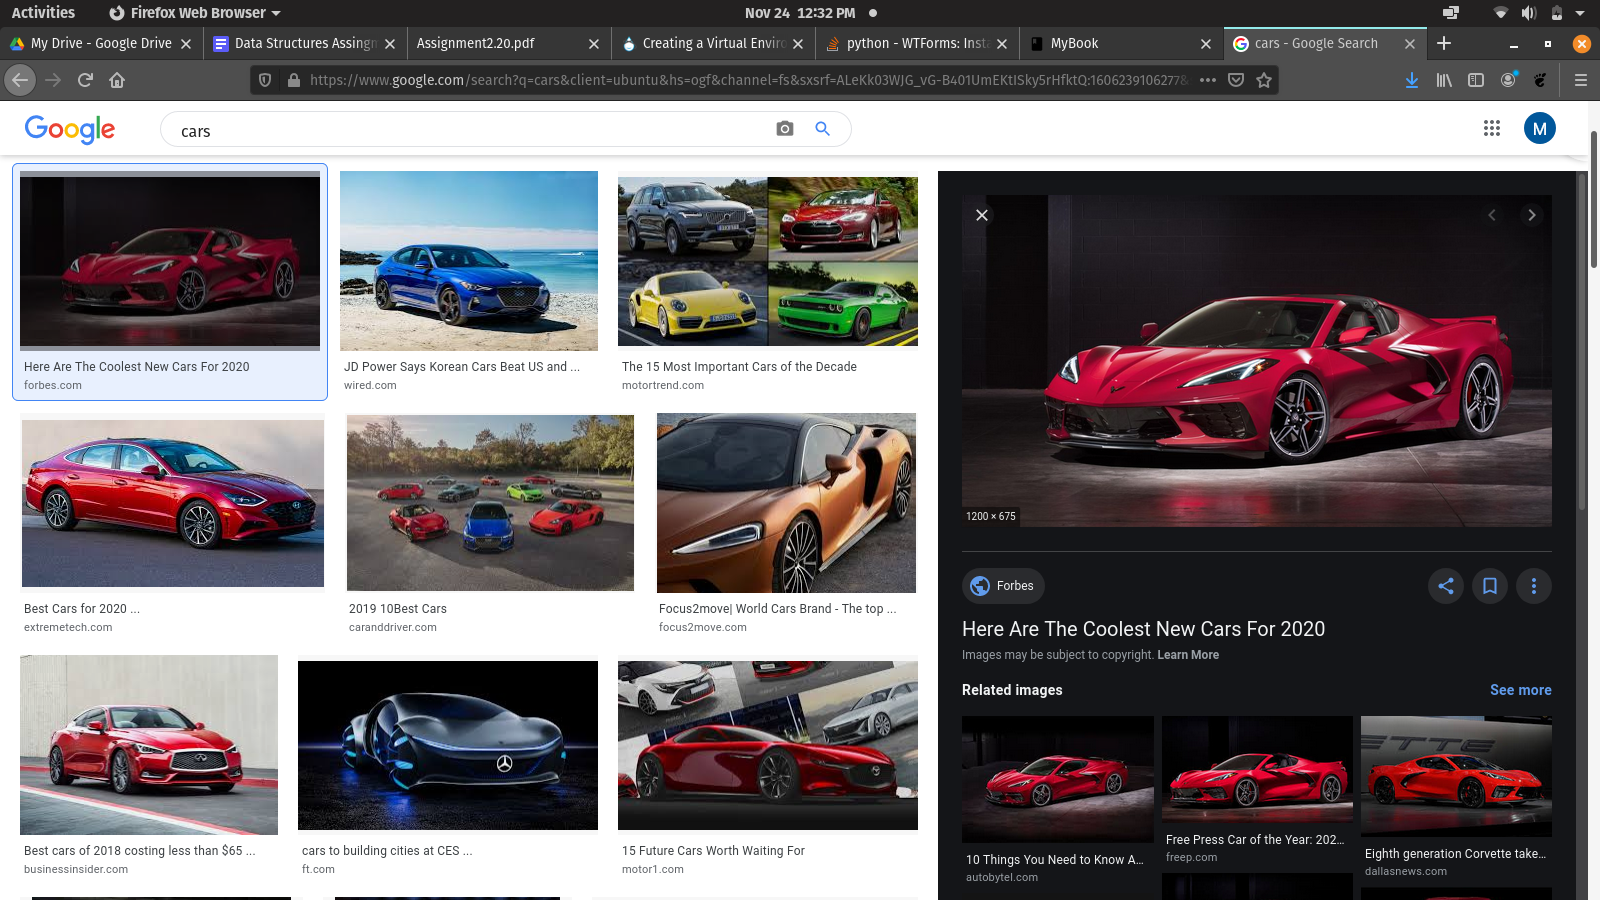 Activities
Firefox Web Browser
Nov 24 12:32 PM
My Drive - Google Drive
Data Structures Assingn
Assignment2.20.pdf
Creating a Virtual Enviro
python - WTForms: Insta
MyBook
cars - Google Search
https://www.google.com/search?q=cars&client=ubuntu&hs=ogf&channel=fs&sxsrf=ALeKk03WJG_vG-B401UmEKtISky5rHfktQ:1606239106277&
Google
cars
M
Here Are The Coolest New Cars For 2020
forbes.com
JD Power Says Korean Cars Beat US and ...
wired.com
The 15 Most Important Cars of the Decade
motortrend.com
Best Cars for 2020 ...
extremetech.com
2019 10Best Cars
caranddriver.com
Focus2move| World Cars Brand - The top ...
focus2move.com
Best cars of 2018 costing less than $65 ...
businessinsider.com
cars to building cities at CES ...
ft.com
15 Future Cars Worth Waiting For
motor1.com
1200 × 675
Forbes
Here Are The Coolest New Cars For 2020
Images may be subject to copyright. Learn More
Related images
See more
10 Things You Need to Know A...
autobytel.com
Free Press Car of the Year: 202...
freep.com
ETTE
Eighth generation Corvette take...
dallasnews.com